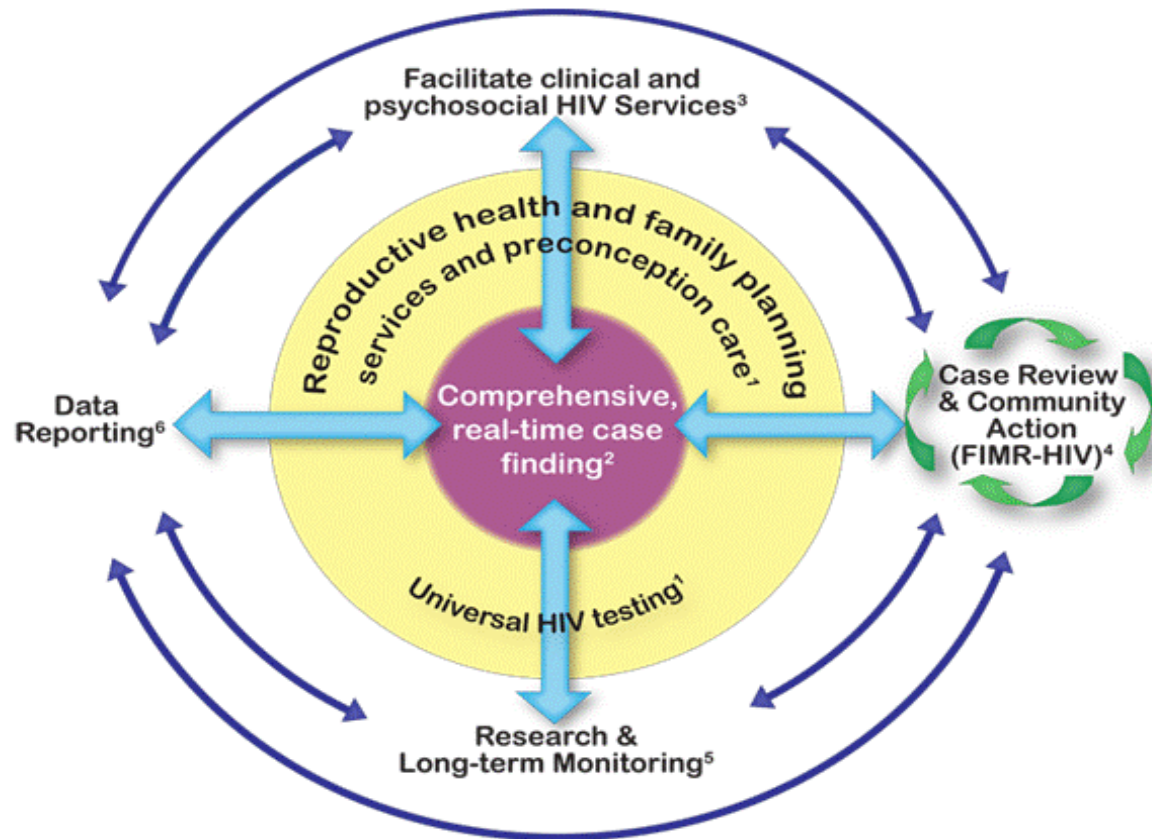 Facilitate clinical and
psychosocial HIV Services³
Reproductive health and family planning
services and preconception care¹
Comprehensive,
real-time case
finding²
Data
Reporting⁶
Case Review
& Community
Action
(FIMR-HIV)⁴
Universal HIV testing¹
Research &
Long-term Monitoring⁵